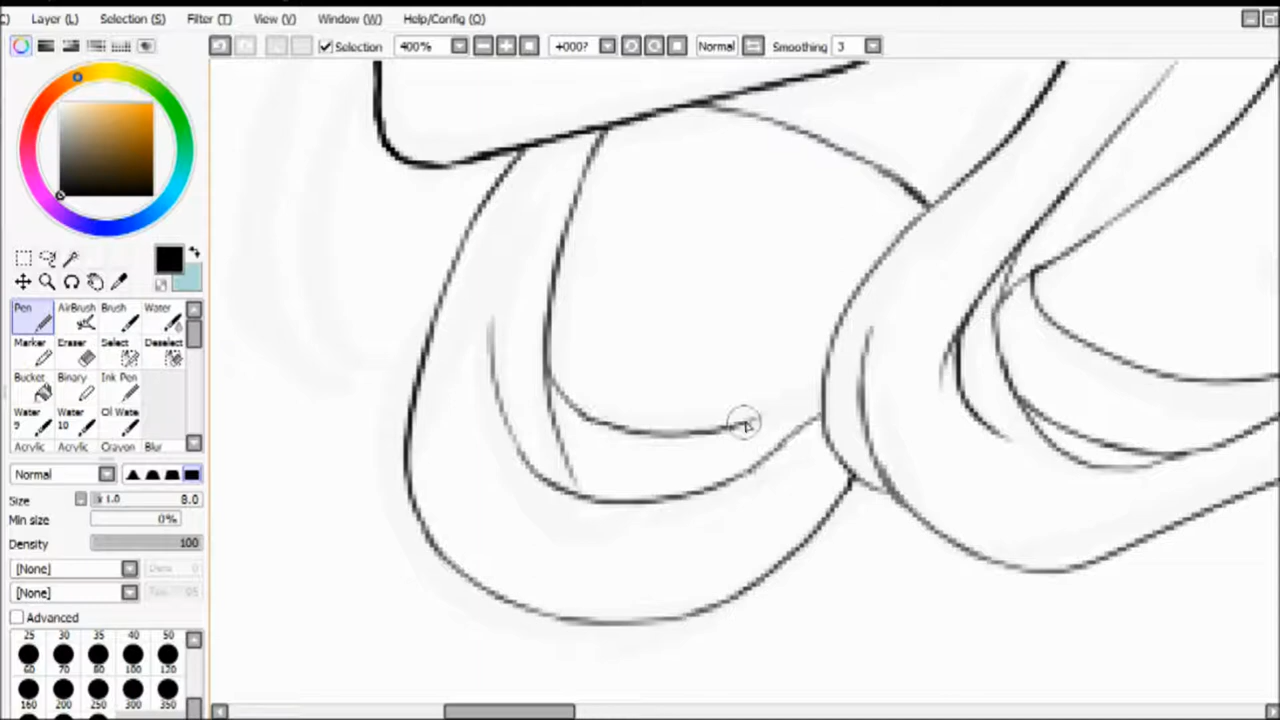 Layer (L) Selection (S) Filter (T) View (V) Window (W) Help/Config (O)
Selection 400% +000? Normal Smoothing 3
Pen AirBrush Brush Water
Marker Eraser Select Deselect
Bucket Binary Ink Pen
Water 9 Water 10 Oil Wate
Acrylic Acrylic Crayon Blur
Normal
Size x 1.0 8.0
Min size 0%
Density 100
[None]
[None]
Advanced
25 30 35 40 50
60 70 80 100 120
160 200 250 300 350